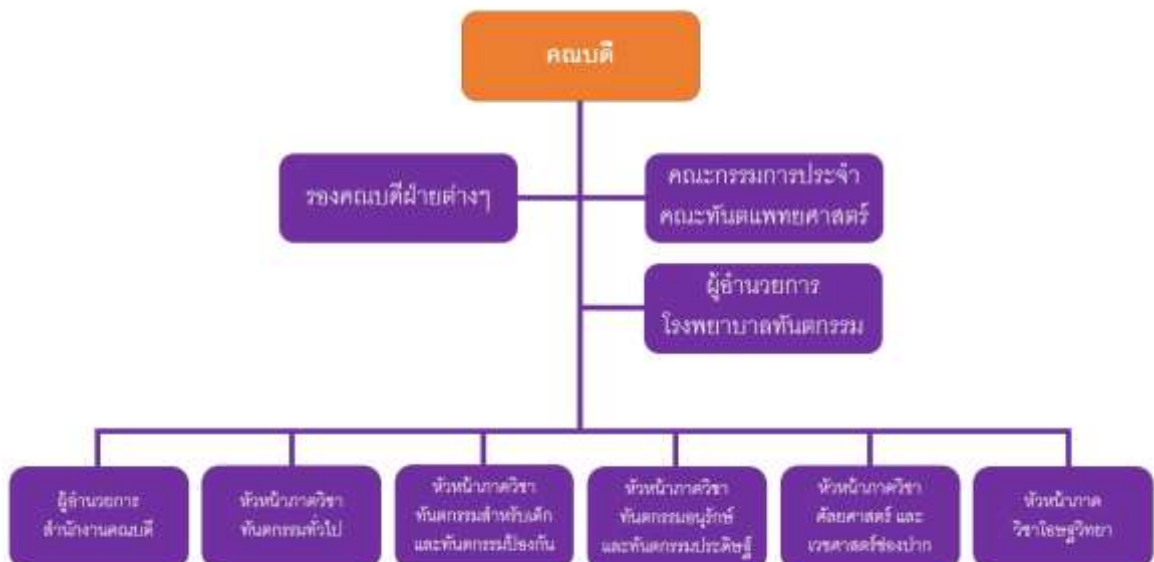 คณบดี
รองคณบดีฝ่ายต่างๆ
คณะกรรมการประจำ
คณะทันตแพทยศาสตร์
ผู้อำนวยการ
โรงพยาบาลทันตกรรม
ผู้อำนวยการ
สำนักงานคณบดี
หัวหน้าภาควิชา
ทันตกรรมทั่วไป
หัวหน้าภาควิชา
ทันตกรรมสำหรับเด็ก
และทันตกรรมป้องกัน
หัวหน้าภาควิชา
ทันตกรรมอนุรักษ์
และทันตกรรมประดิษฐ์
หัวหน้าภาควิชา
ศัลยศาสตร์ และ
เวชศาสตร์ช่องปาก
หัวหน้าภาค
วิชาโอษฐวิทยา